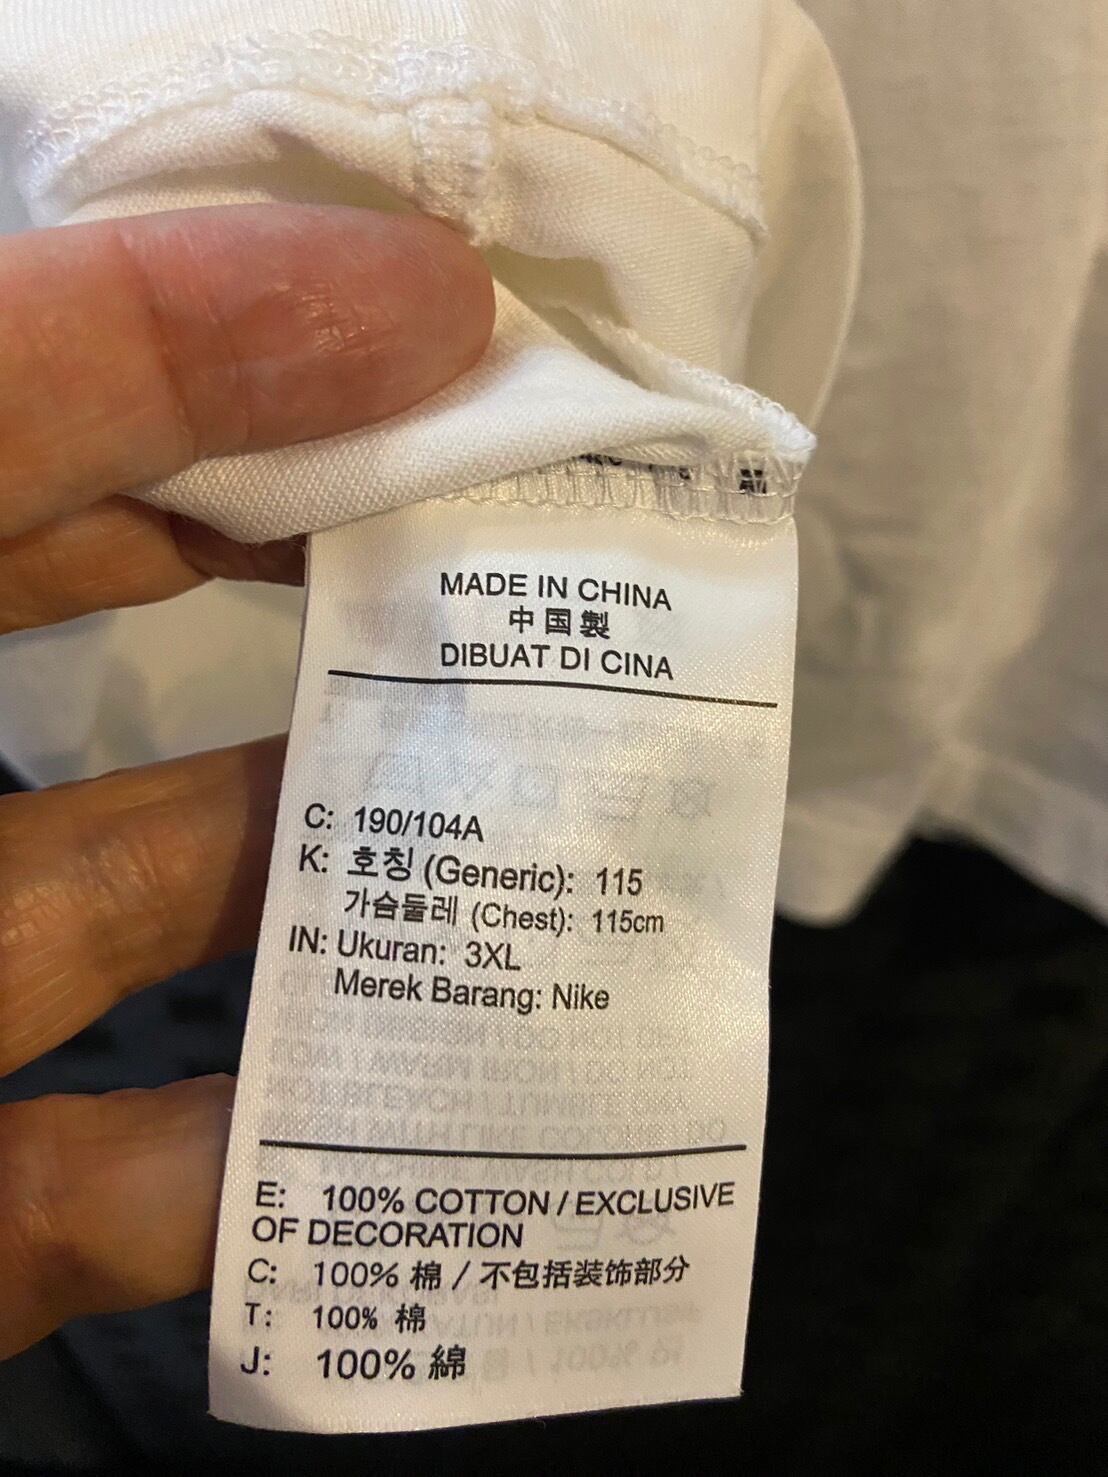 MADE IN CHINA
中国製
DIBUAT DI CINA
C: 190/104A
K: 호칭 (Generic): 115
가슴둘레 (Chest): 115cm
IN: Ukuran: 3XL
Merek Barang: Nike
E: 100% COTTON / EXCLUSIVE
OF DECORATION
C: 100% 棉 / 不包括装饰部分
T: 100% 棉
J: 100% 綿